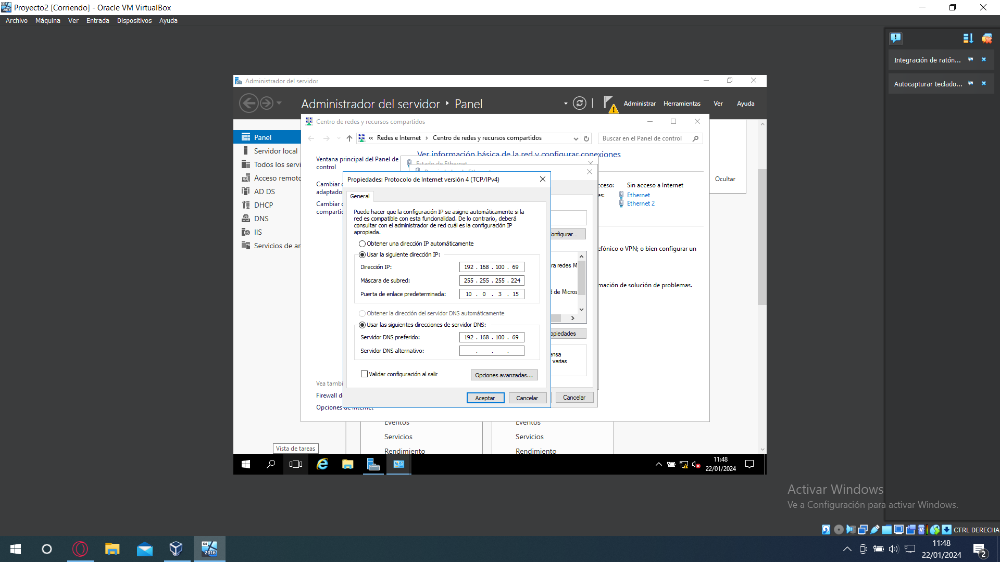 Proyecto2 [Corriendo] - Oracle VM VirtualBox
Archivo Máquina Ver Entrada Dispositivos Ayuda
Integración de ratón...
Autocapturar teclado...
Administrador del servidor
Administrador del servidor Panel
Administrar Herramientas Ver Ayuda
Centro de redes y recursos compartidos
« Redes e Internet > Centro de redes y recursos compartidos
Buscar en el Panel de control
Panel
Servidor local
Todos los servi
Acceso remoto
AD DS
DHCP
DNS
IIS
Servicios de ar
Ventana principal del Panel de
control
Cambiar
adaptado
Cambiar
compartic
Ver información básica de la red y configurar conexiones
Estado de Ethernet
Sin acceso a Internet
Ethernet
Ethernet 2
Ocultar
efónico o VPN; o bien configurar un
mación de solución de problemas.
Propiedades: Protocolo de Internet versión 4 (TCP/IPv4)
General
Puede hacer que la configuración IP se asigne automáticamente si la
red es compatible con esta funcionalidad. De lo contrario, deberá
consultar con el administrador de red cuál es la configuración IP
apropiada.
Obtener una dirección IP automáticamente
Usar la siguiente dirección IP:
Dirección IP: 192 . 168 . 100 . 69
Máscara de subred: 255 . 255 . 255 . 224
Puerta de enlace predeterminada: 10 . 0 . 3 . 15
Obtener la dirección del servidor DNS automáticamente
Usar las siguientes direcciones de servidor DNS:
Servidor DNS preferido: 192 . 168 . 100 . 69
Servidor DNS alternativo: . . .
Validar configuración al salir
Opciones avanzadas...
Aceptar Cancelar
onfigurar...
ra redes M
d de Micros
opiedades
ensa
varias
Cancelar
Vea tambi
Firewall d
Opciones de Internet
Eventos
Servicios
Rendimiento
Eventos
Servicios
Rendimiento
Vista de tareas
11:48
22/01/2024
Activar Windows
Ve a Configuración para activar Windows.
CTRL DERECHA
64
2016
11:48
22/01/2024
2